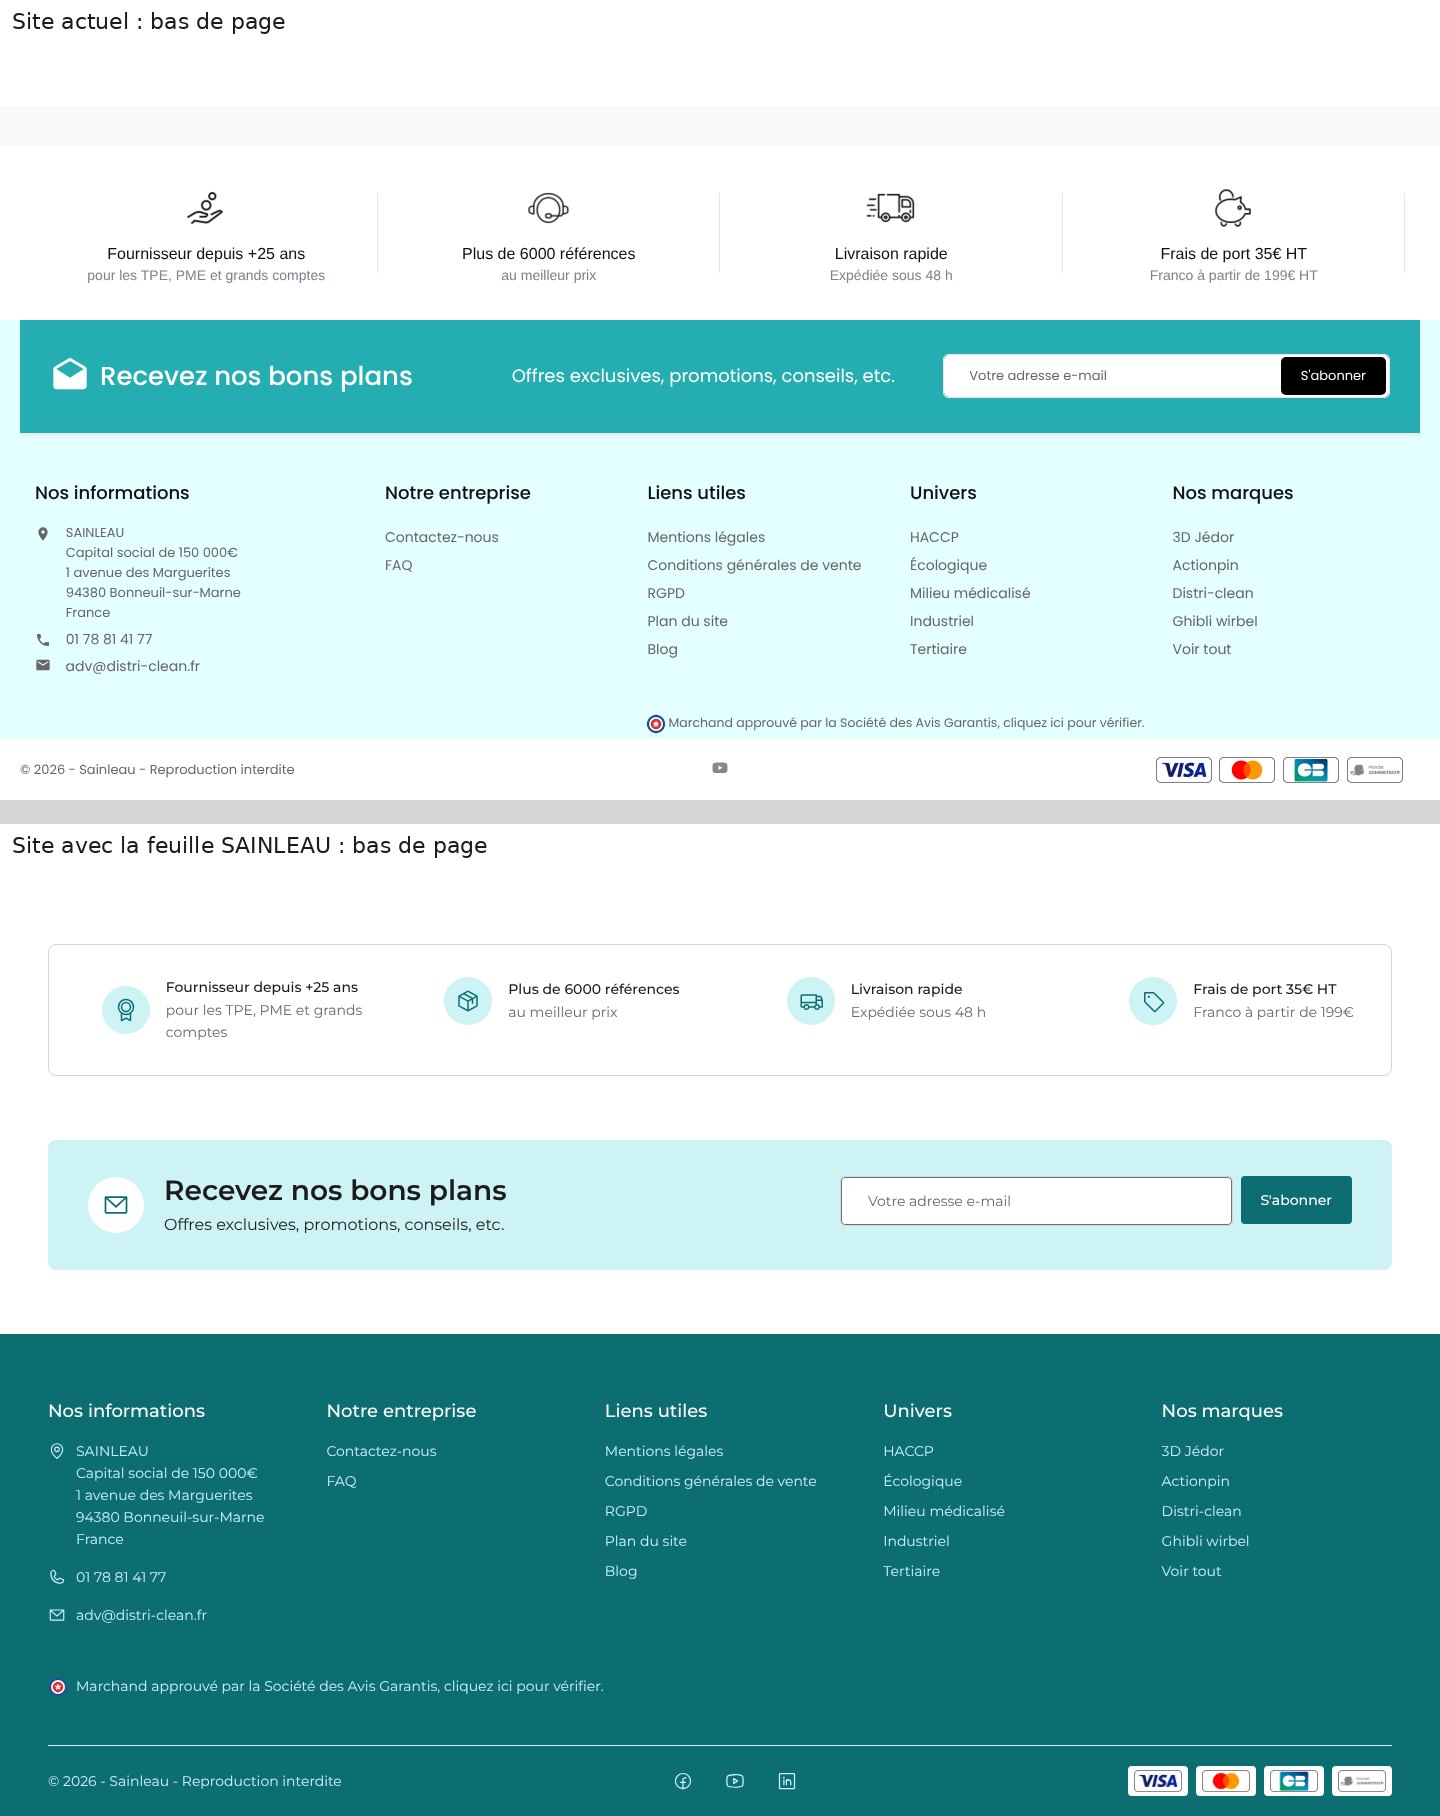 Site actuel : bas de page
Fournisseur depuis +25 ans
pour les TPE, PME et grands comptes
Plus de 6000 références
au meilleur prix
Livraison rapide
Expédiée sous 48 h
Frais de port 35€ HT
Franco à partir de 199€ HT
Recevez nos bons plans
Offres exclusives, promotions, conseils, etc.
Votre adresse e-mail
S'abonner
Nos informations
SAINLEAU
Capital social de 150 000€
1 avenue des Marguerites
94380 Bonneuil-sur-Marne
France
01 78 81 41 77
adv@distri-clean.fr
Notre entreprise
Contactez-nous
FAQ
Liens utiles
Mentions légales
Conditions générales de vente
RGPD
Plan du site
Blog
Univers
HACCP
Écologique
Milieu médicalisé
Industriel
Tertiaire
Nos marques
3D Jédor
Actionpin
Distri-clean
Ghibli wirbel
Voir tout
Marchand approuvé par la Société des Avis Garantis, cliquez ici pour vérifier.
© 2026 - Sainleau - Reproduction interdite
VISA
CB
Mandat
ADMINISTRATIF
Site avec la feuille SAINLEAU : bas de page
Fournisseur depuis +25 ans
pour les TPE, PME et grands
comptes
Plus de 6000 références
au meilleur prix
Livraison rapide
Expédiée sous 48 h
Frais de port 35€ HT
Franco à partir de 199€
Recevez nos bons plans
Offres exclusives, promotions, conseils, etc.
Votre adresse e-mail
S'abonner
Nos informations
SAINLEAU
Capital social de 150 000€
1 avenue des Marguerites
94380 Bonneuil-sur-Marne
France
01 78 81 41 77
adv@distri-clean.fr
Notre entreprise
Contactez-nous
FAQ
Liens utiles
Mentions légales
Conditions générales de vente
RGPD
Plan du site
Blog
Univers
HACCP
Écologique
Milieu médicalisé
Industriel
Tertiaire
Nos marques
3D Jédor
Actionpin
Distri-clean
Ghibli wirbel
Voir tout
Marchand approuvé par la Société des Avis Garantis, cliquez ici pour vérifier.
© 2026 - Sainleau - Reproduction interdite
in
VISA
CB
Mandat
ADMINISTRATIF